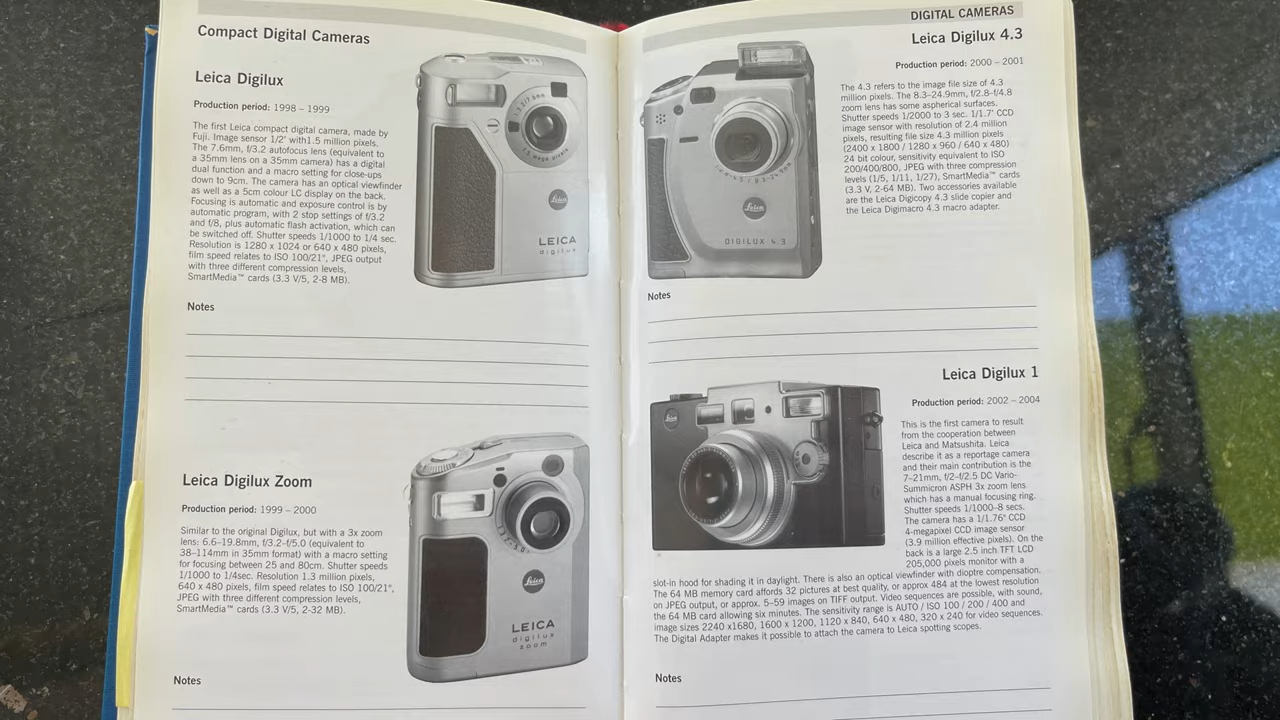 Compact Digital Cameras
Leica Digilux
Production period: 1998 – 1999
The first Leica compact digital camera, made by
Fuji. Image sensor 1/2' with1.5 million pixels.
The 7.6mm, f/3.2 autofocus lens (equivalent to
a 35mm lens on a 35mm camera) has a digital
dual function and a macro setting for close-ups
down to 9cm. The camera has an optical viewfinder
as well as a 5cm colour LC display on the back.
Focusing is automatic and exposure control is by
automatic program, with 2 stop settings of f/3.2
and f/8, plus automatic flash activation, which can
be switched off. Shutter speeds 1/1000 to 1/4 sec.
Resolution is 1280 x 1024 or 640 x 480 pixels,
film speed relates to ISO 100/21°, JPEG output
with three different compression levels,
SmartMedia™ cards (3.3 V/5, 2-8 MB).
Leica
LEICA
digilux
Notes
Leica Digilux Zoom
Production period: 1999 – 2000
Similar to the original Digilux, but with a 3x zoom
lens: 6.6–19.8mm, f/3.2–f/5.0 (equivalent to
38–114mm in 35mm format) with a macro setting
for focusing between 25 and 80cm. Shutter speeds
1/1000 to 1/4sec. Resolution 1.3 million pixels,
640 x 480 pixels, film speed relates to ISO 100/21°,
JPEG with three different compression levels,
SmartMedia™ cards (3.3 V/5, 2-32 MB).
Leica
LEICA
digilux
zoom
Notes
DIGITAL CAMERAS
Leica Digilux 4.3
Production period: 2000 – 2001
The 4.3 refers to the image file size of 4.3
million pixels. The 8.3–24.9mm, f/2.8–f/4.8
zoom lens has some aspherical surfaces.
Shutter speeds 1/2000 to 3 sec. 1/1.7' CCD
image sensor with resolution of 2.4 million
pixels, resulting file size 4.3 million pixels
(2400 x 1800 / 1280 x 960 / 640 x 480)
24 bit colour, sensitivity equivalent to ISO
200/400/800, JPEG with three compression
levels (1/5, 1/11, 1/27), SmartMedia™ cards
(3.3 V, 2-64 MB). Two accessories available
are the Leica Digicopy 4.3 slide copier and
the Leica Digimacro 4.3 macro adapter.
Leica
DIGILUX 4.3
Notes
Leica Digilux 1
Production period: 2002 – 2004
This is the first camera to result
from the cooperation between
Leica and Matsushita. Leica
describe it as a reportage camera
and their main contribution is the
7–21mm, f/2–f/2.5 DC Vario-
Summicron ASPH 3x zoom lens
which has a manual focusing ring.
Shutter speeds 1/1000–8 secs.
The camera has a 1/1.76" CCD
4-megapixel CCD image sensor
(3.9 million effective pixels). On the
back is a large 2.5 inch TFT LCD
205,000 pixels monitor with a
slot-in hood for shading it in daylight. There is also an optical viewfinder with dioptre compensation.
The 64 MB memory card affords 32 pictures at best quality, or approx 484 at the lowest resolution
on JPEG output, or approx. 5–59 images on TIFF output. Video sequences are possible, with sound,
the 64 MB card allowing six minutes. The sensitivity range is AUTO / ISO 100 / 200 / 400 and
image sizes 2240 x1680, 1600 x 1200, 1120 x 840, 640 x 480, 320 x 240 for video sequences.
The Digital Adapter makes it possible to attach the camera to Leica spotting scopes.
Notes